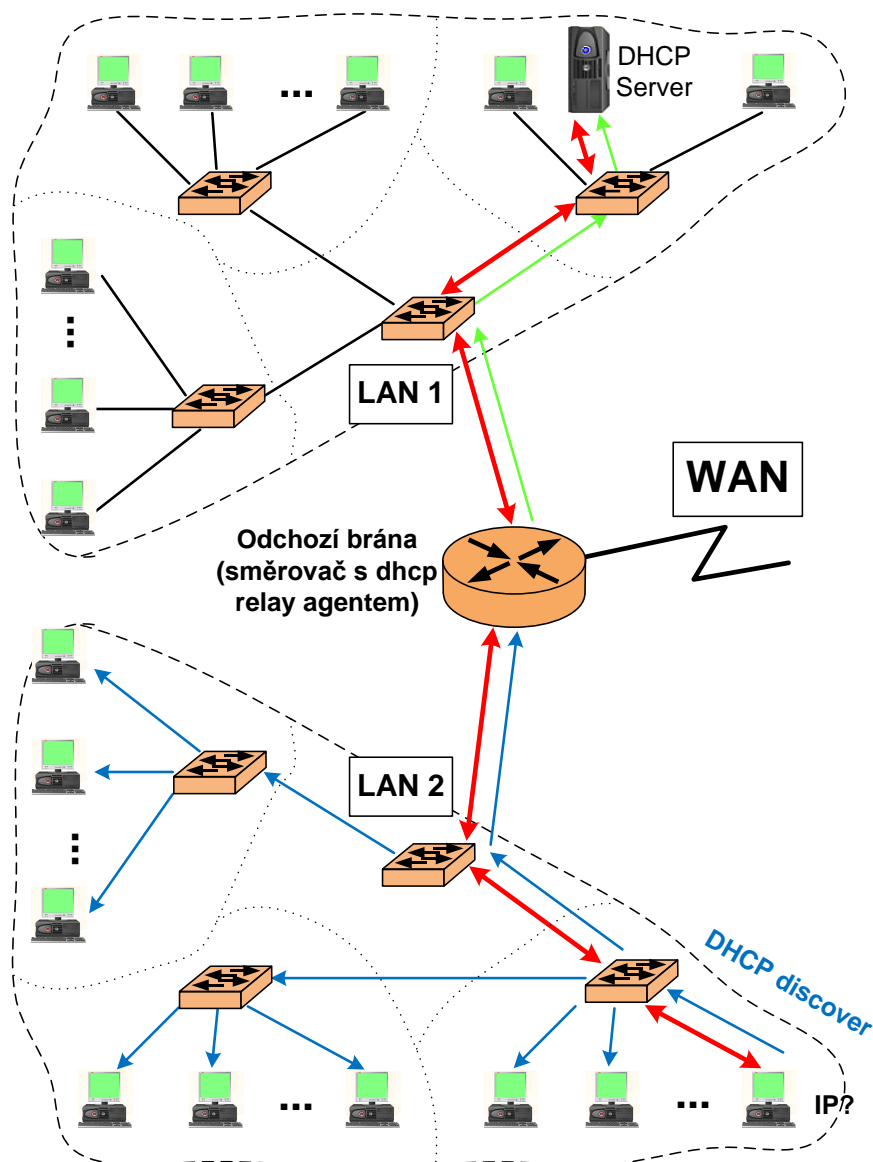 DHCP
Server
LAN 1
WAN
Odchozí brána
(směrovač s dhcp
relay agentem)
LAN 2
DHCP discover
IP?